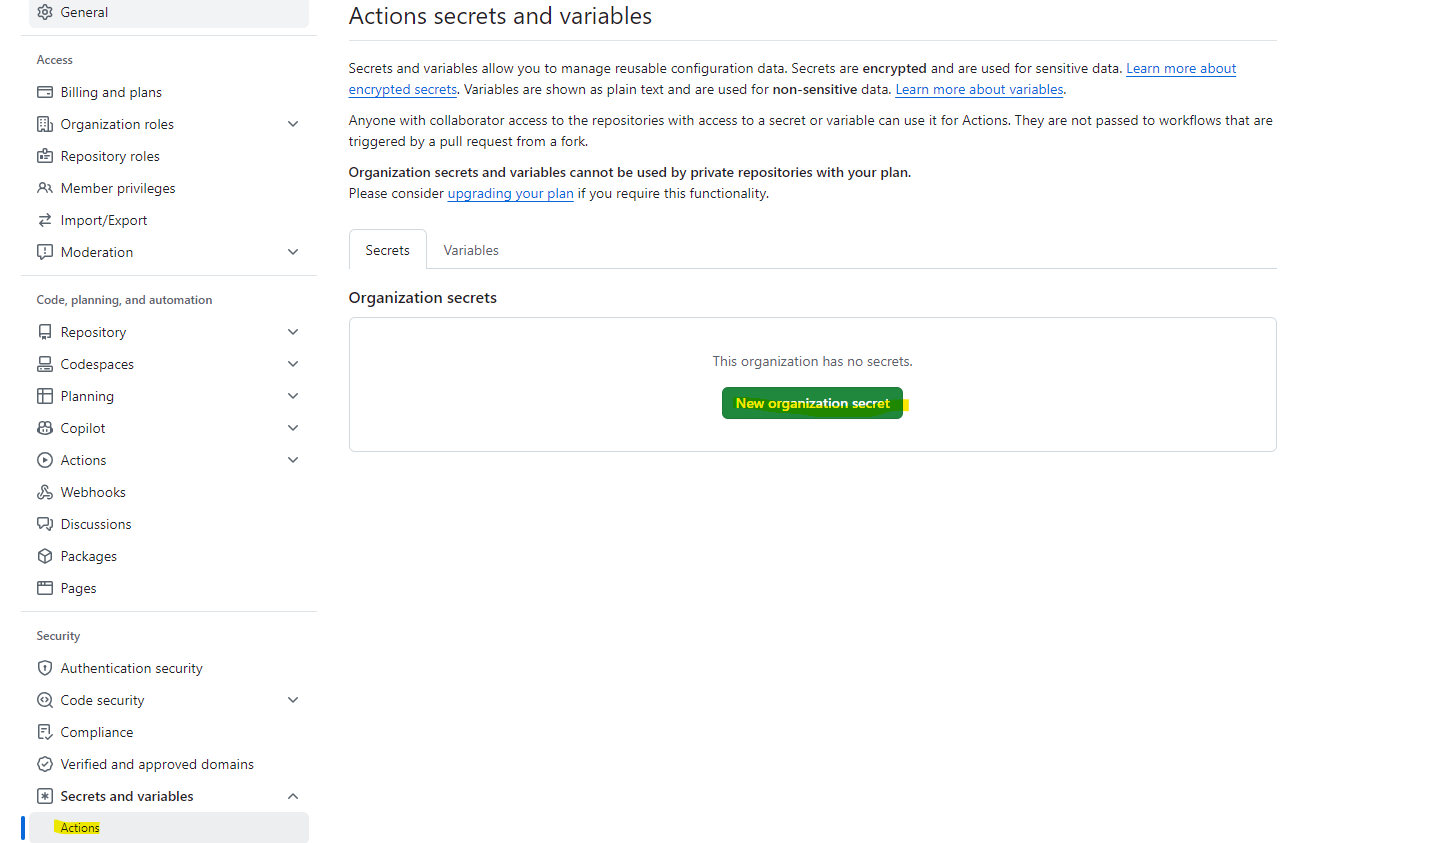 General
Access
Billing and plans
Organization roles
Repository roles
Member privileges
Import/Export
Moderation
Code, planning, and automation
Repository
Codespaces
Planning
Copilot
Actions
Webhooks
Discussions
Packages
Pages
Security
Authentication security
Code security
Compliance
Verified and approved domains
Secrets and variables
Actions
Actions secrets and variables
Secrets and variables allow you to manage reusable configuration data. Secrets are encrypted and are used for sensitive data. Learn more about
encrypted secrets. Variables are shown as plain text and are used for non-sensitive data. Learn more about variables.
Anyone with collaborator access to the repositories with access to a secret or variable can use it for Actions. They are not passed to workflows that are
triggered by a pull request from a fork.
Organization secrets and variables cannot be used by private repositories with your plan.
Please consider upgrading your plan if you require this functionality.
Secrets Variables
Organization secrets
This organization has no secrets.
New organization secret